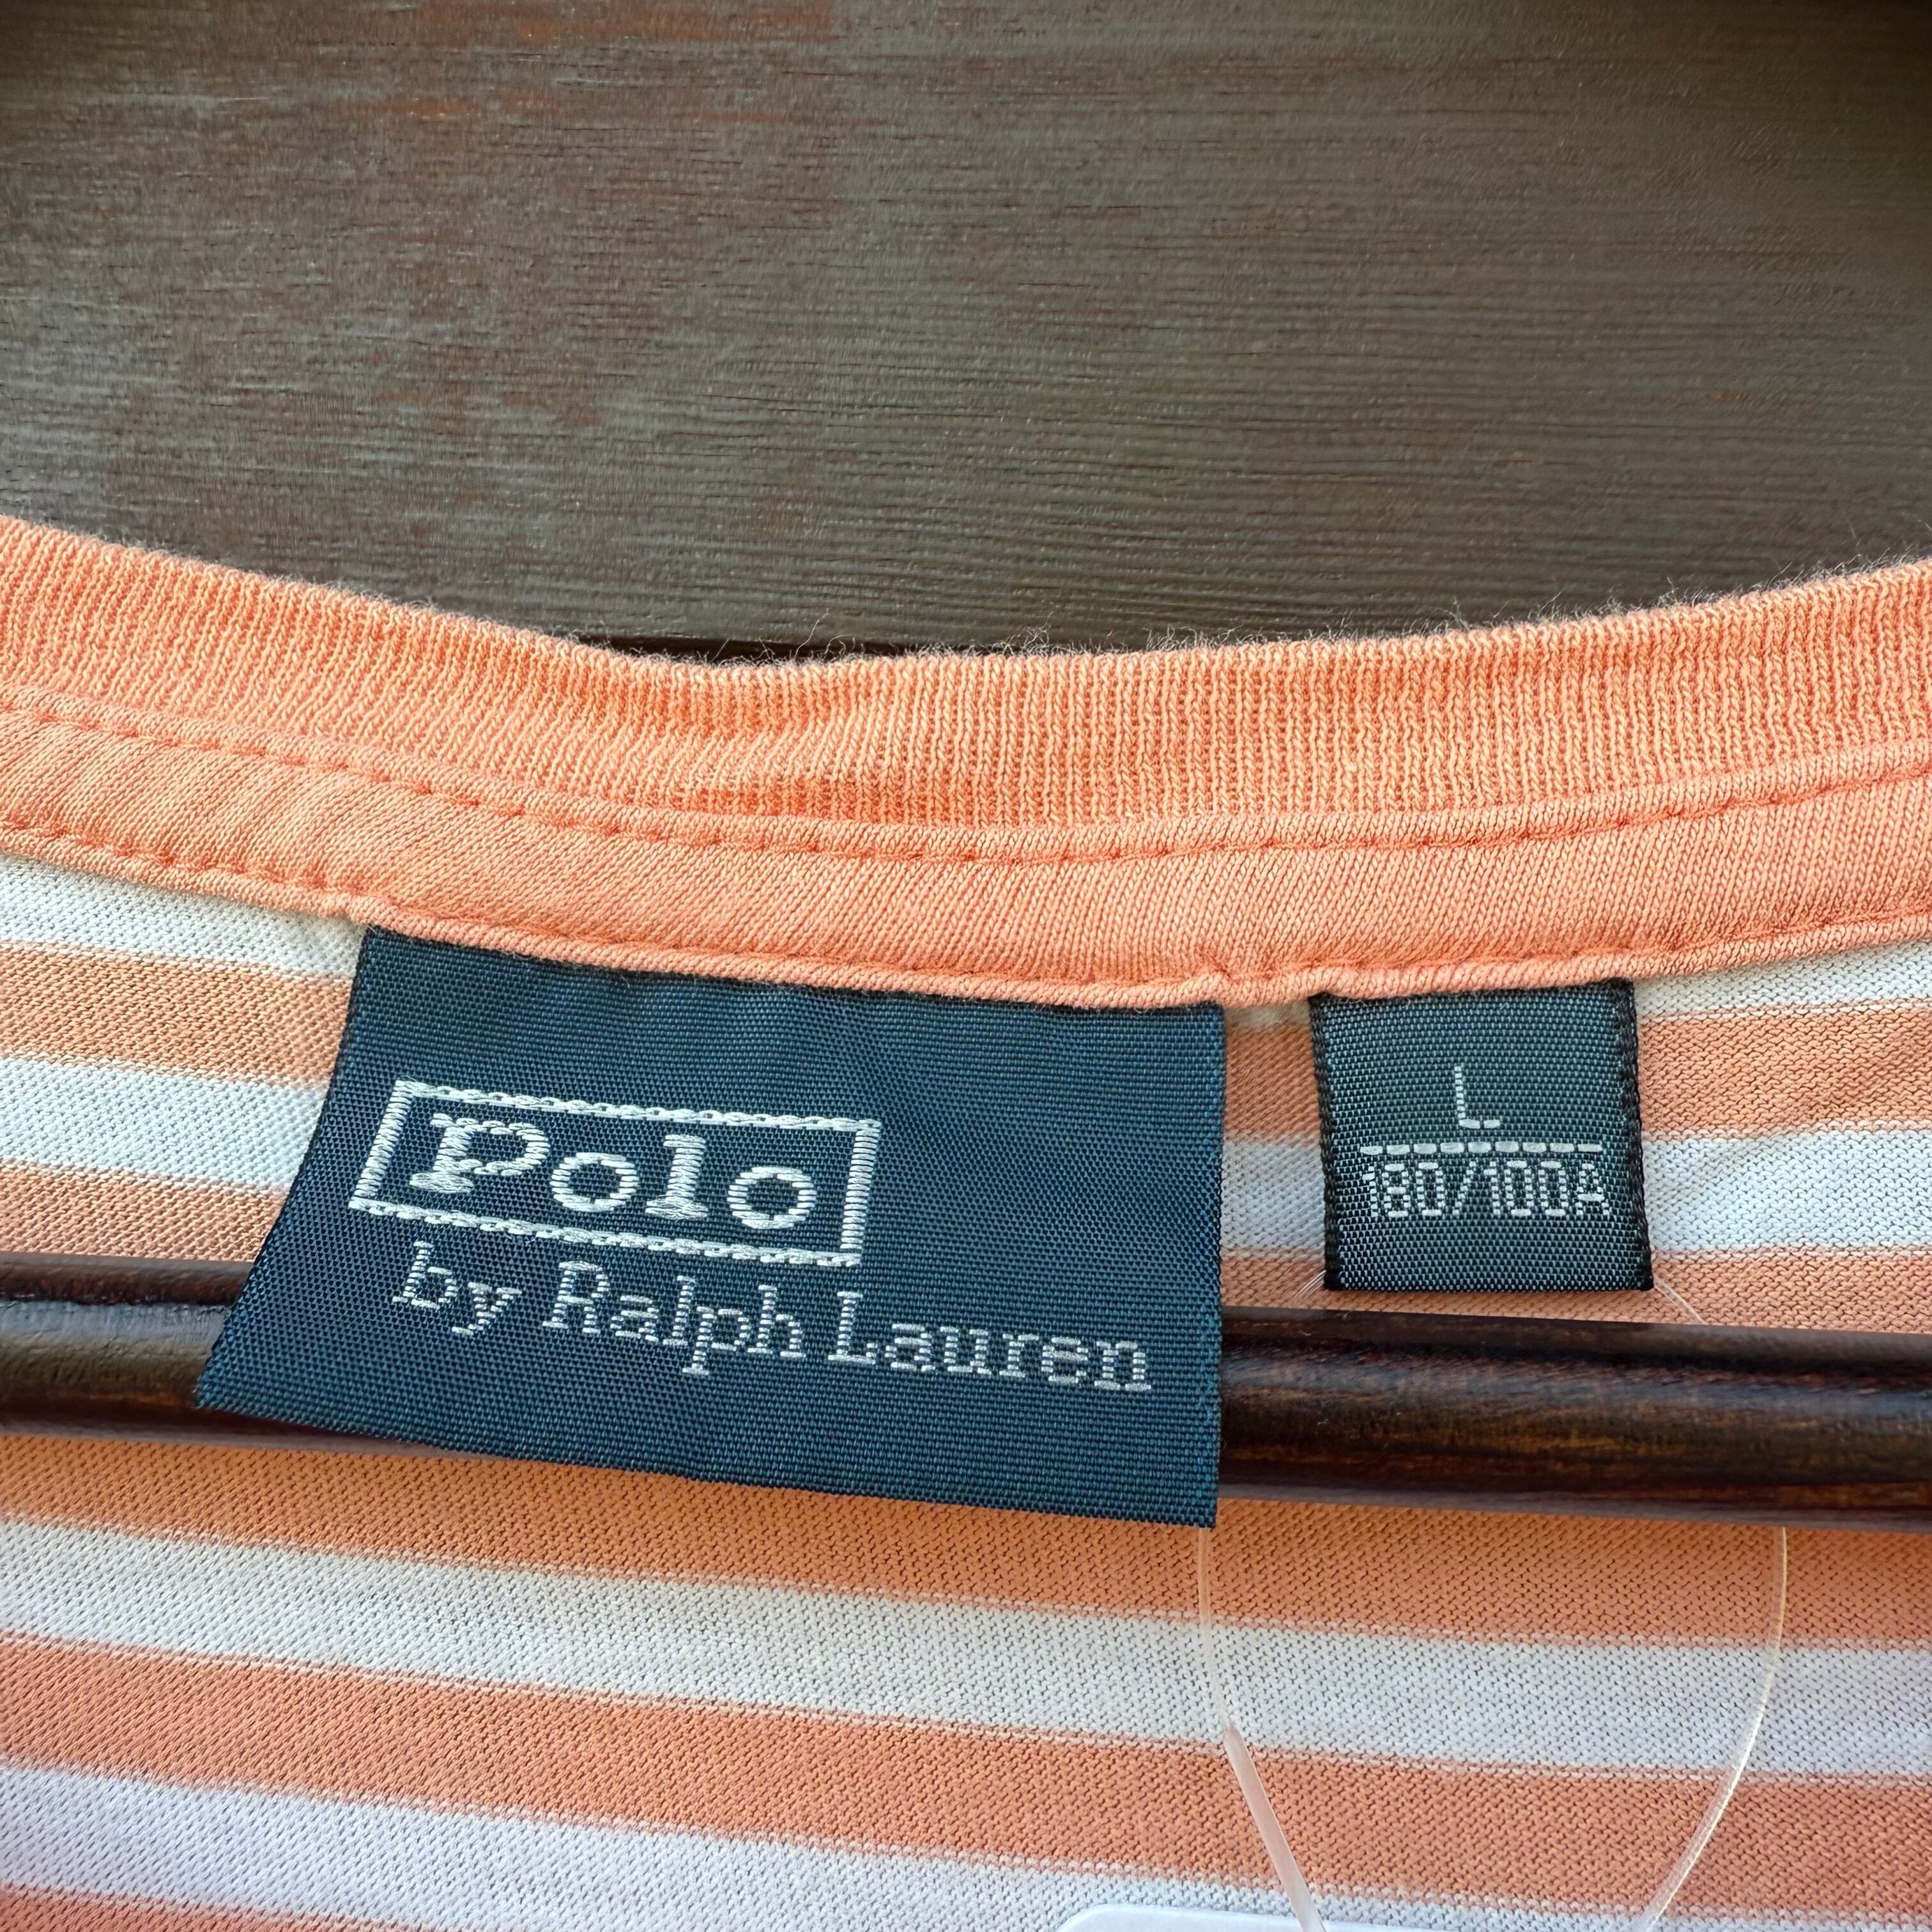 Polo
by Ralph Lauren
L
180/100A